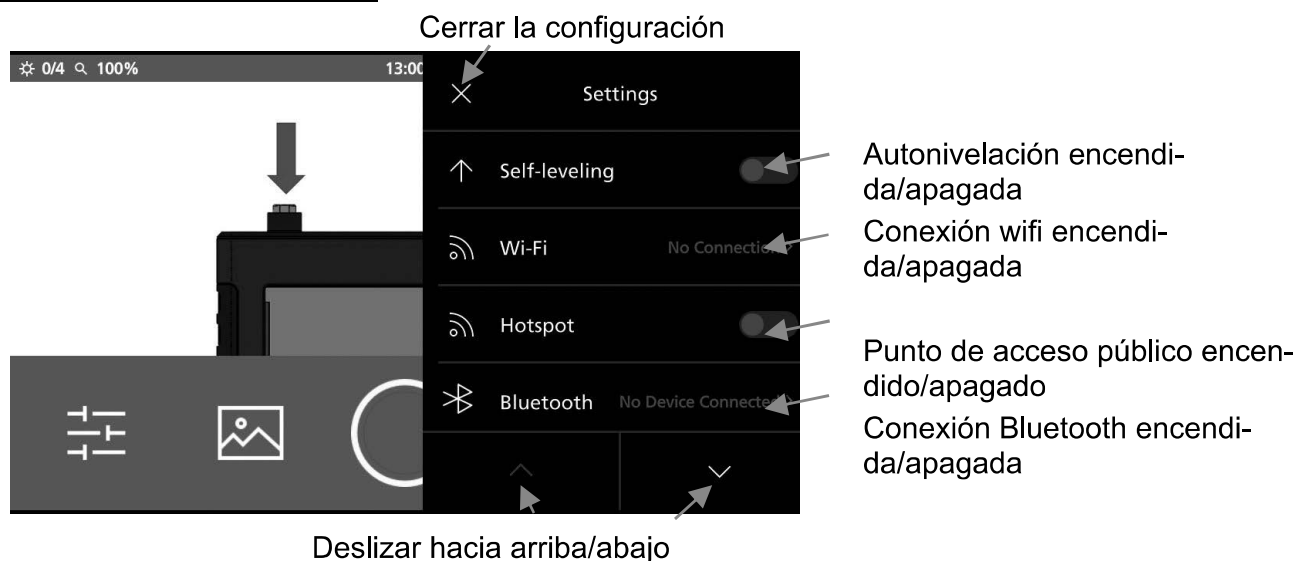 Cerrar la configuración
0/4 100%
13:00
Settings
Self-leveling
Autonivelación encendi-
da/apagada
Wi-Fi No Connection
Conexión wifi encendi-
da/apagada
Hotspot
Punto de acceso público encen-
dido/apagado
Bluetooth No Device Connected
Conexión Bluetooth encendi-
da/apagada
Deslizar hacia arriba/abajo